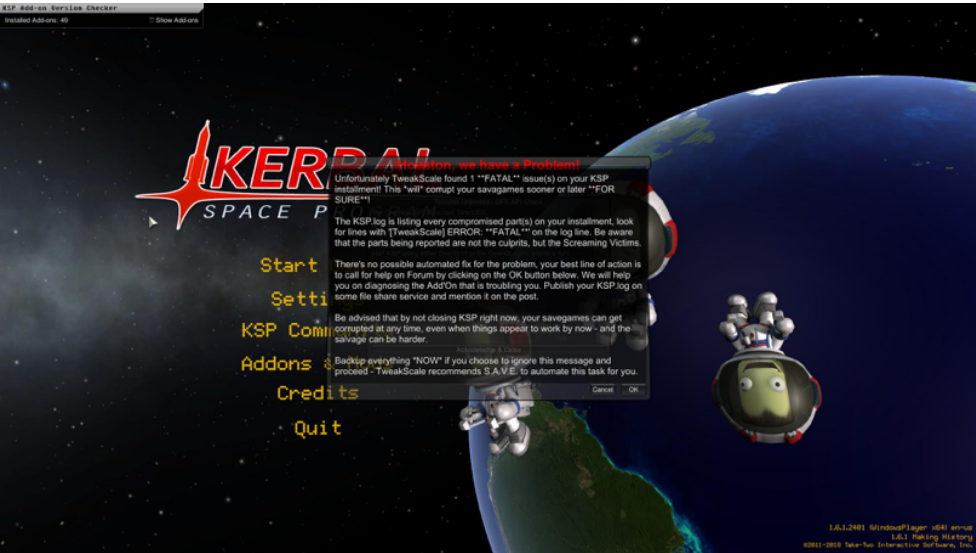 KSP Add-on Version Checker
Installed Add-ons: 49
Show Add-ons
KERBAL
SPACE P
Houston, we have a Problem!
Unfortunately TweakScale found 1 **FATAL** issue(s) on your KSP
installment! This *will* corrupt your savagames sooner or later **FOR
SURE**!
The KSP.log is listing every compromised part(s) on your installment, look
for lines with '[TweakScale] ERROR: **FATAL**' on the log line. Be aware
that the parts being reported are not the culprits, but the Screaming Victims.
There's no possible automated fix for the problem, your best line of action is
to call for help on Forum by clicking on the OK button below. We will help
you on diagnosing the Add'On that is troubling you. Publish your KSP.log on
some file share service and mention it on the post.
Be advised that by not closing KSP right now, your savegames can get
corrupted at any time, even when things appear to work by now - and the
salvage can be harder.
Acknowledge & Close
Backup everything *NOW* if you choose to ignore this message and
proceed - TweakScale recommends S.A.V.E. to automate this task for you.
Cancel
OK
Start
Setti
KSP Comm
Addons
Credits
Quit
1.6.1.2401 (WindowsPlayer x64) en-us
1.6.1 Making History
©2011-2018 Take-Two Interactive Software, Inc.